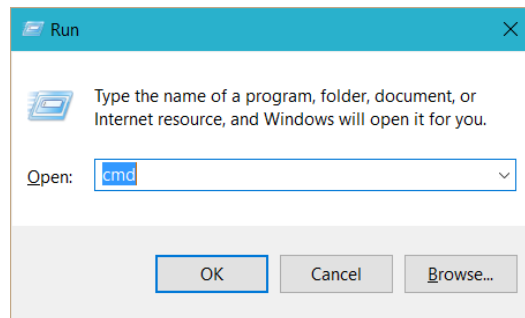 Run
Type the name of a program, folder, document, or
Internet resource, and Windows will open it for you.
Open: cmd
OK Cancel Browse...